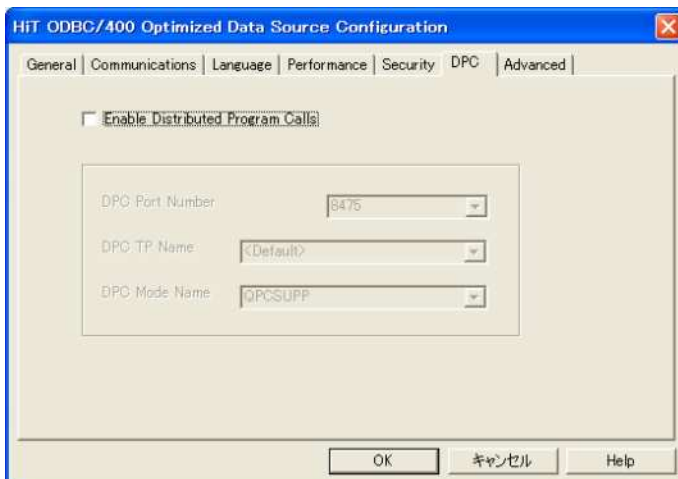 HiT ODBC/400 Optimized Data Source Configuration
General Communications Language Performance Security DPC Advanced
Enable Distributed Program Calls
DPC Port Number 8475
DPC TP Name <Default>
DPC Mode Name QPCSUPP
OK キャンセル Help